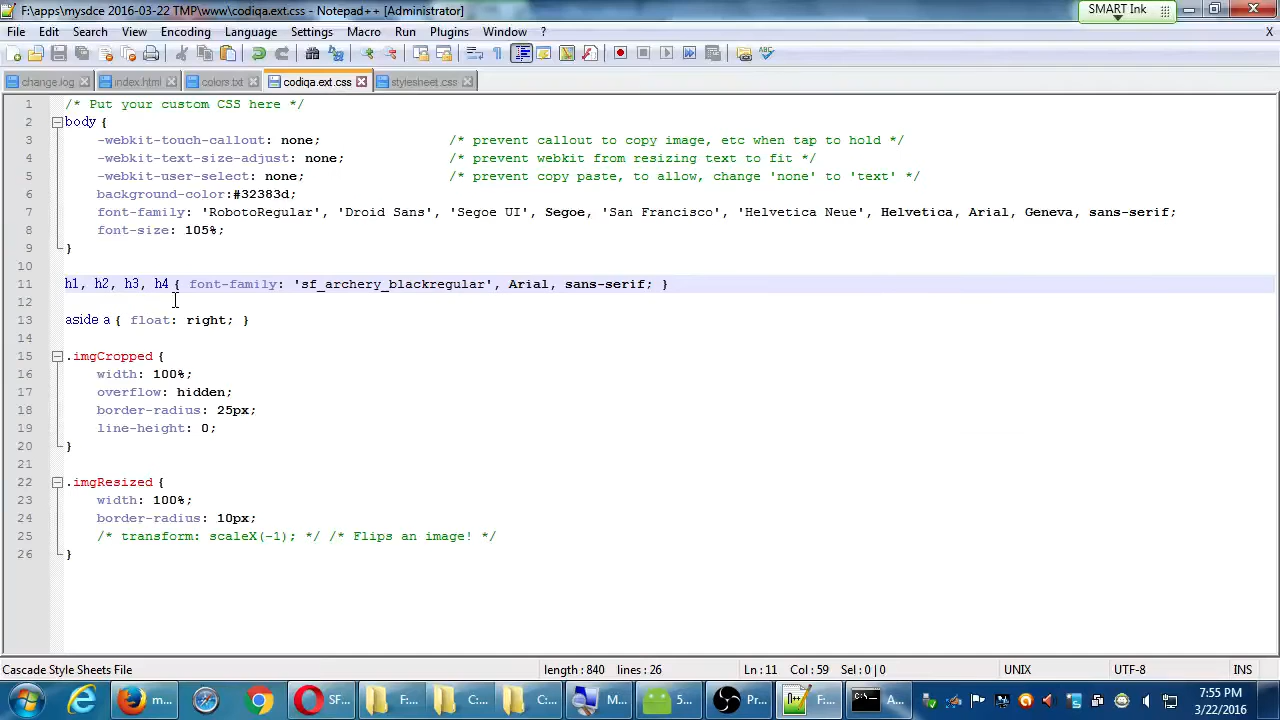 F:\apps\mysdce 2016-03-22 TMP\www\codiqa.ext.css - Notepad++ [Administrator]
SMART Ink
File Edit Search View Encoding Language Settings Macro Run Plugins Window ? X
change.log index.html colors.txt codiqa.ext.css stylesheet.css
1 /* Put your custom CSS here */
2 body {
3 -webkit-touch-callout: none; /* prevent callout to copy image, etc when tap to hold */
4 -webkit-text-size-adjust: none; /* prevent webkit from resizing text to fit */
5 -webkit-user-select: none; /* prevent copy paste, to allow, change 'none' to 'text' */
6 background-color:#32383d;
7 font-family: 'RobotoRegular', 'Droid Sans', 'Segoe UI', Segoe, 'San Francisco', 'Helvetica Neue', Helvetica, Arial, Geneva, sans-serif;
8 font-size: 105%;
9 }
10
11 h1, h2, h3, h4 { font-family: 'sf_archery_blackregular', Arial, sans-serif; }
12
13 aside a { float: right; }
14
15 .imgCropped {
16 width: 100%;
17 overflow: hidden;
18 border-radius: 25px;
19 line-height: 0;
20 }
21
22 .imgResized {
23 width: 100%;
24 border-radius: 10px;
25 /* transform: scaleX(-1); */ /* Flips an image! */
26 }
Cascade Style Sheets File length : 840 lines : 26 Ln : 11 Col : 59 Sel : 0 | 0 UNIX UTF-8 INS
m... SF... F:... C:... C:... M... 5... Pr... F:... A...
7:55 PM
3/22/2016